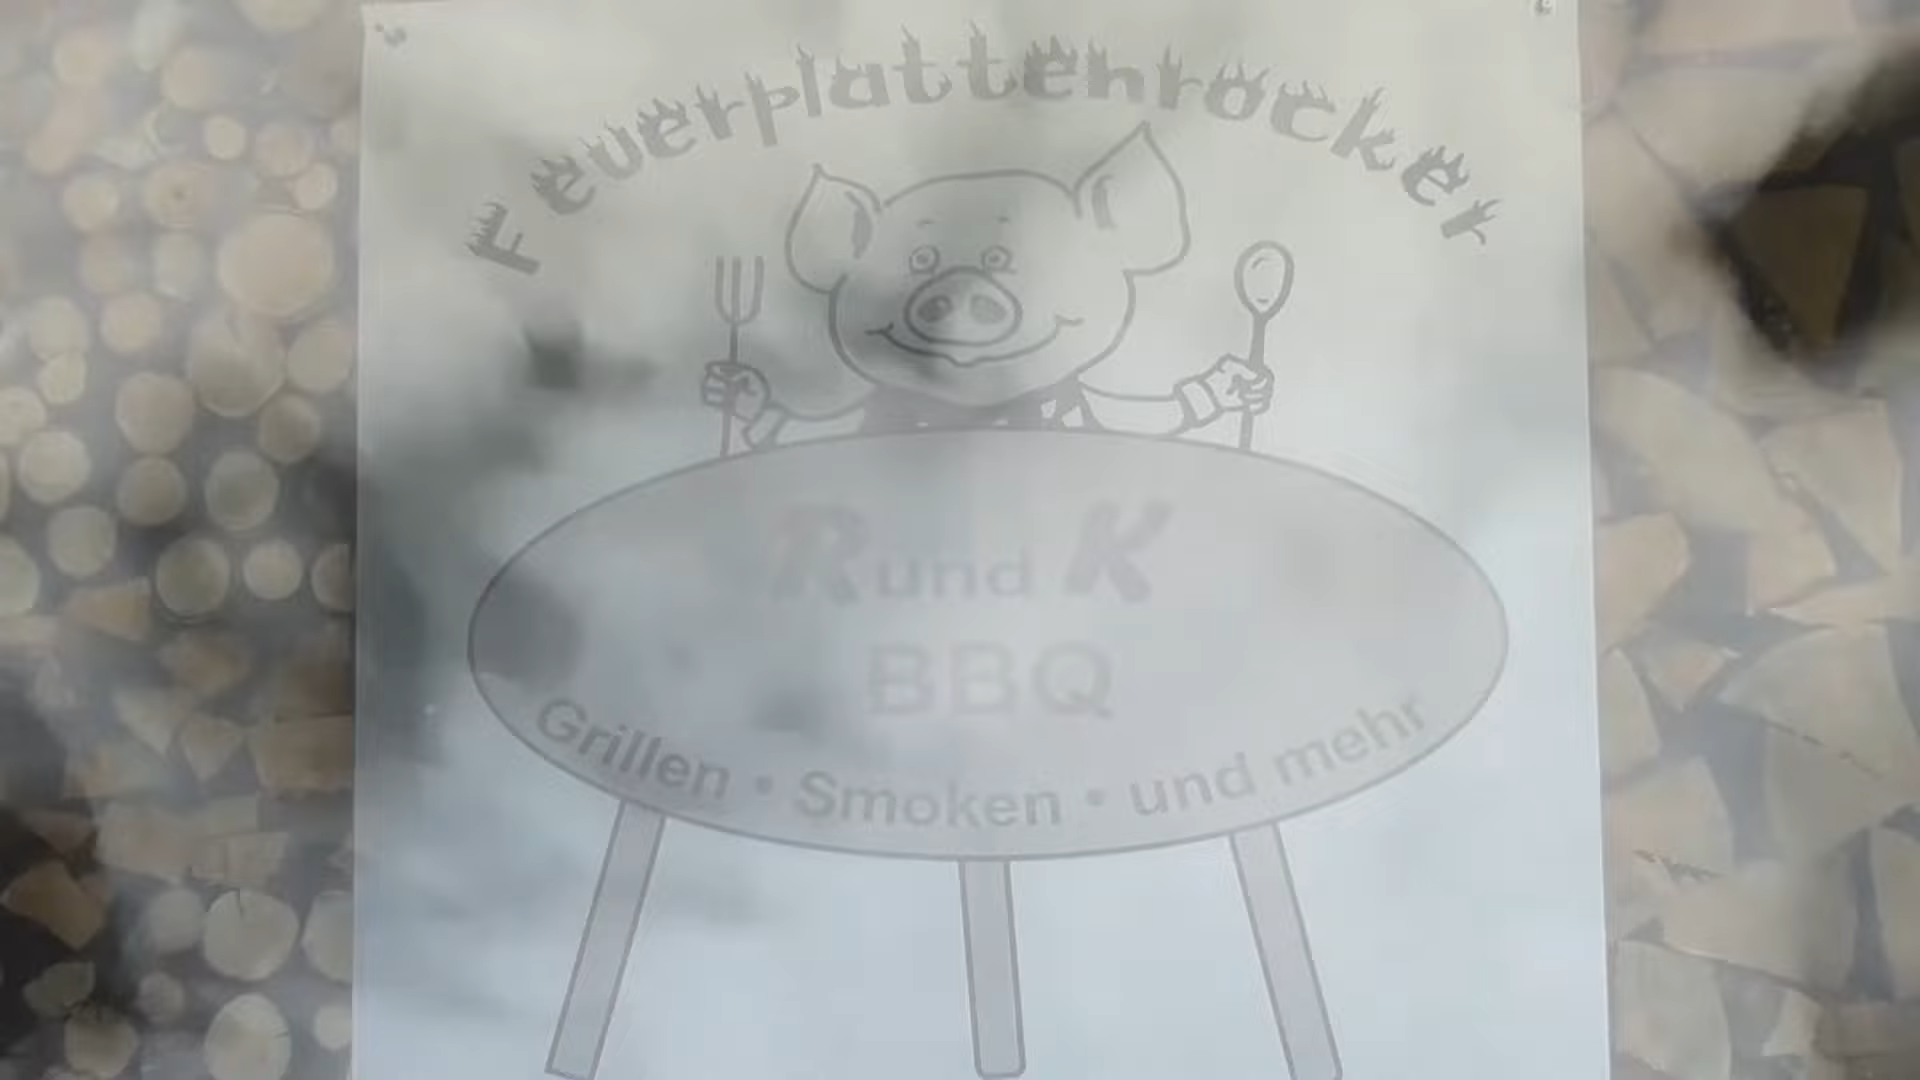 Feuerplattenrocker
R und K
BBQ
Grillen • Smoken • und mehr